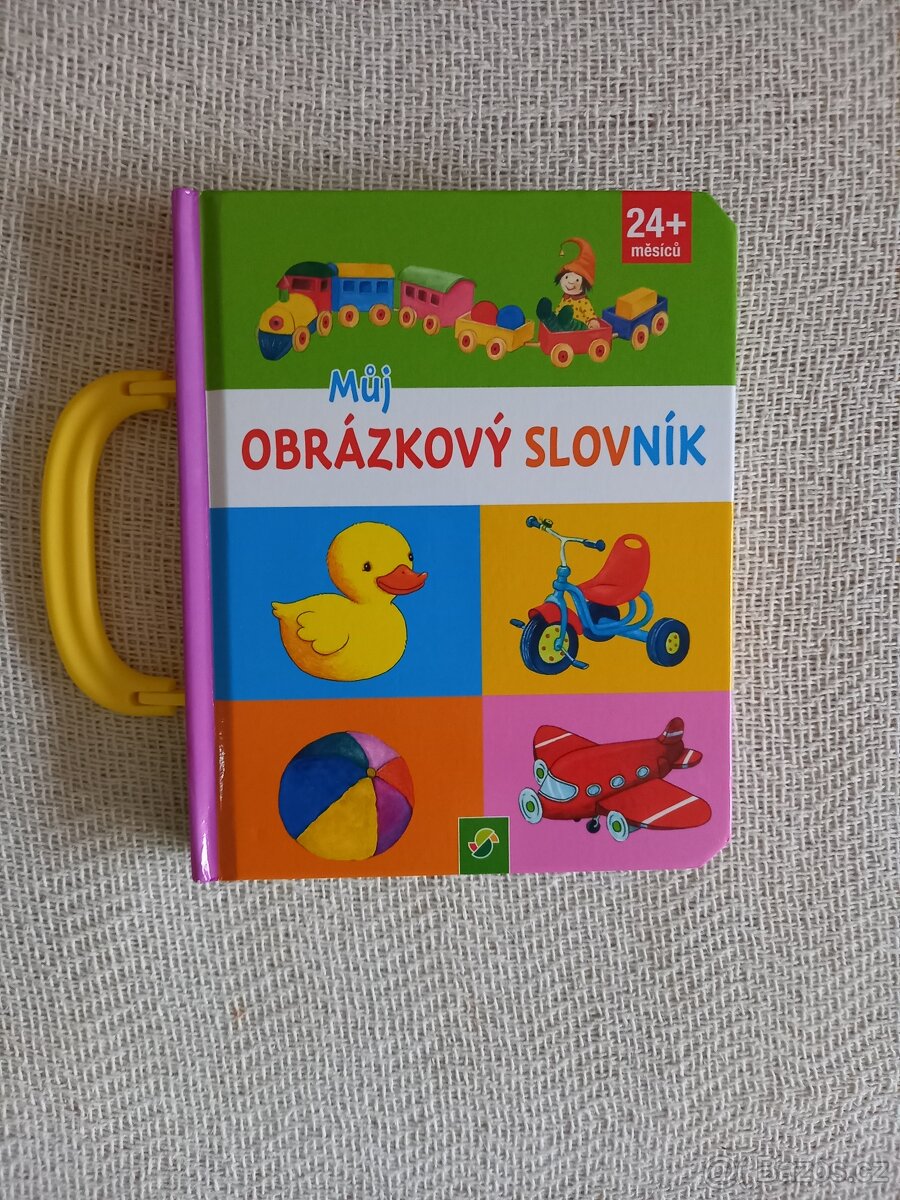 24+
měsíců
Můj
OBRÁZKOVÝ SLOVNÍK